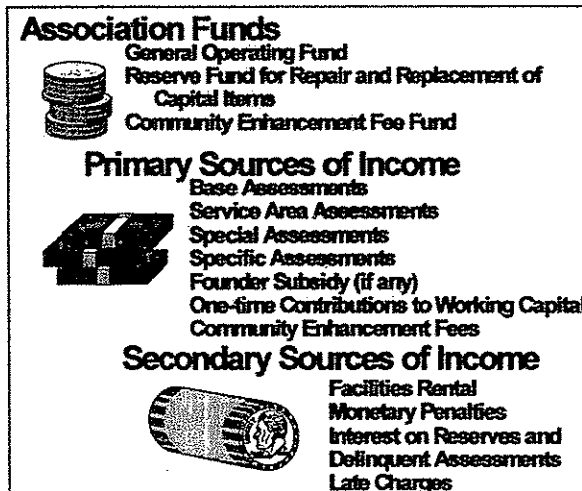 Association Funds
General Operating Fund
Reserve Fund for Repair and Replacement of
Capital Items
Community Enhancement Fee Fund
Primary Sources of Income
Base Assessments
Service Area Assessments
Special Assessments
Specific Assessments
Founder Subsidy (if any)
One-time Contributions to Working Capital
Community Enhancement Fees
Secondary Sources of Income
Facilities Rental
Monetary Penalties
Interest on Reserves and
Delinquent Assessments
Late Charges